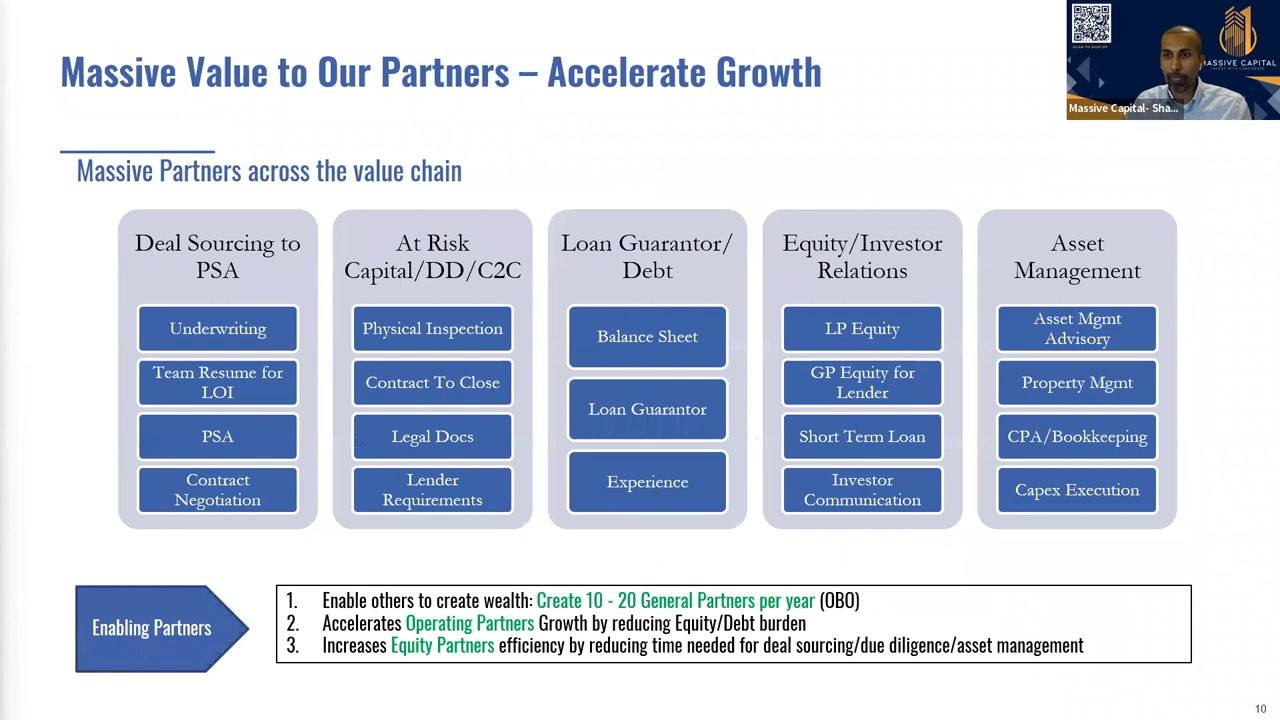 Massive Value to Our Partners – Accelerate Growth
MASSIVE CAPITAL
Massive Capital- Sha...
Massive Partners across the value chain
Deal Sourcing to
PSA
Underwriting
Team Resume for
LOI
PSA
Contract
Negotiation
At Risk
Capital/DD/C2C
Physical Inspection
Contract To Close
Legal Docs
Lender
Requirements
Loan Guarantor/
Debt
Balance Sheet
Loan Guarantor
Experience
Equity/Investor
Relations
LP Equity
GP Equity for
Lender
Short Term Loan
Investor
Communication
Asset
Management
Asset Mgmt
Advisory
Property Mgmt
CPA/Bookkeeping
Capex Execution
Enabling Partners
1. Enable others to create wealth: Create 10 - 20 General Partners per year (OBO)
2. Accelerates Operating Partners Growth by reducing Equity/Debt burden
3. Increases Equity Partners efficiency by reducing time needed for deal sourcing/due diligence/asset management
10